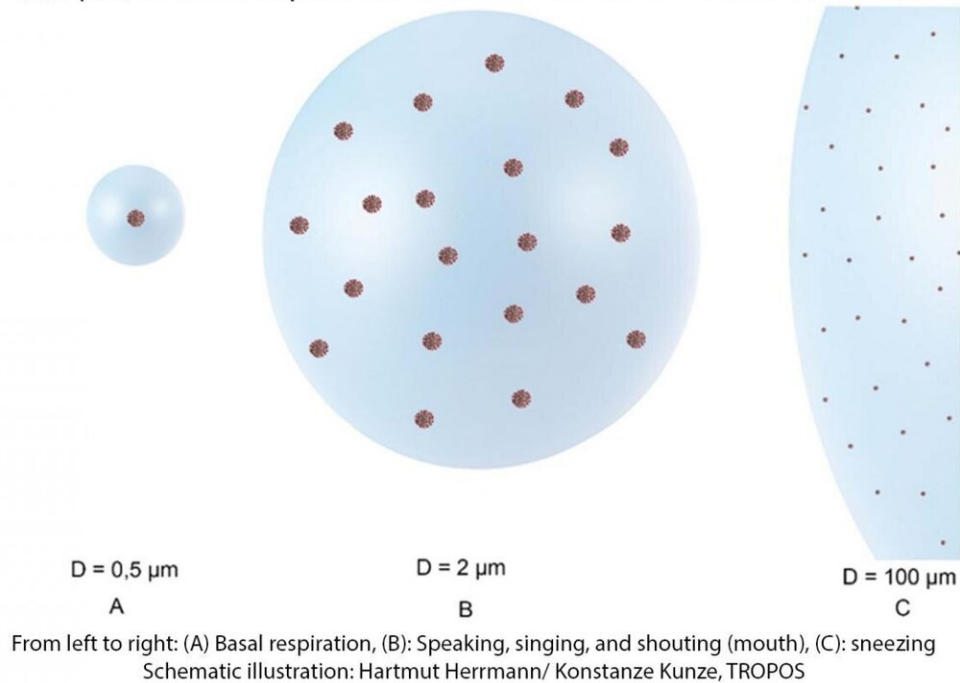 D = 0,5 µm
D = 2 µm
D = 100 µm
A
B
C
From left to right: (A) Basal respiration, (B): Speaking, singing, and shouting (mouth), (C): sneezing
Schematic illustration: Hartmut Herrmann/ Konstanze Kunze, TROPOS